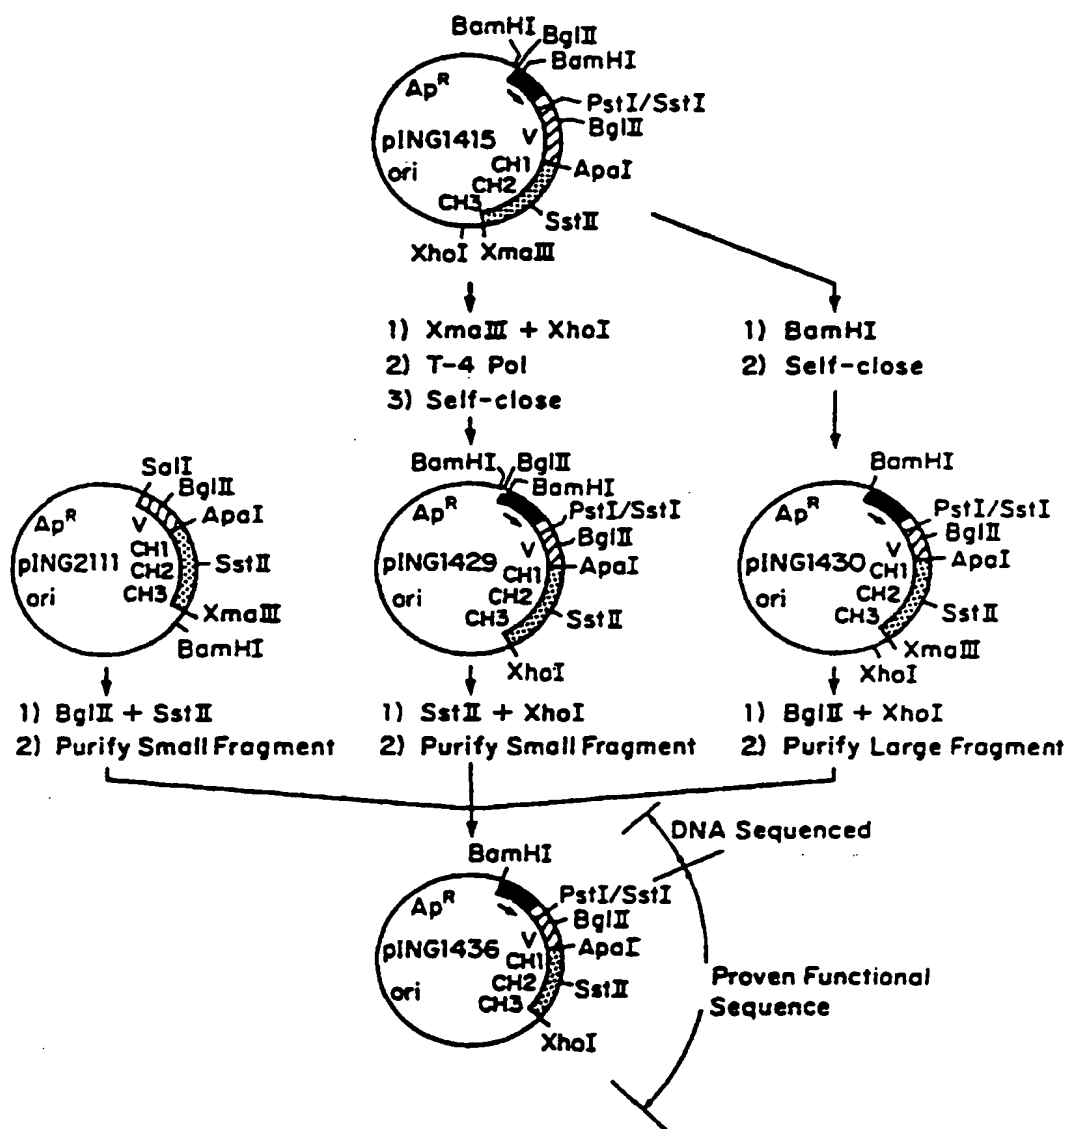 BamHI
BglII
BamHI
Ap^R
PstI/SstI
BglII
pING1415
V
ori
CH1
ApaI
CH2
CH3
SstII
XhoI XmaIII
1) XmaIII + XhoI
2) T-4 Pol
3) Self-close
1) BamHI
2) Self-close
SalI
BglII
Ap^R
ApaI
V
CH1
pING2111
CH2
SstII
ori
CH3
XmaIII
BamHI
BamHI
BglII
BamHI
Ap^R
PstI/SstI
V
BglII
pING1429
CH1
ApaI
ori
CH2
CH3
SstII
XhoI
BamHI
Ap^R
PstI/SstI
V
BglII
pING1430
CH1
ApaI
ori
CH2
CH3
SstII
XmaIII
XhoI
1) BglII + SstII
2) Purify Small Fragment
1) SstII + XhoI
2) Purify Small Fragment
1) BglII + XhoI
2) Purify Large Fragment
BamHI
DNA Sequenced
Ap^R
PstI/SstI
BglII
V
pING1436
ApaI
CH1
ori
CH2
SstII
CH3
XhoI
Proven Functional
Sequence